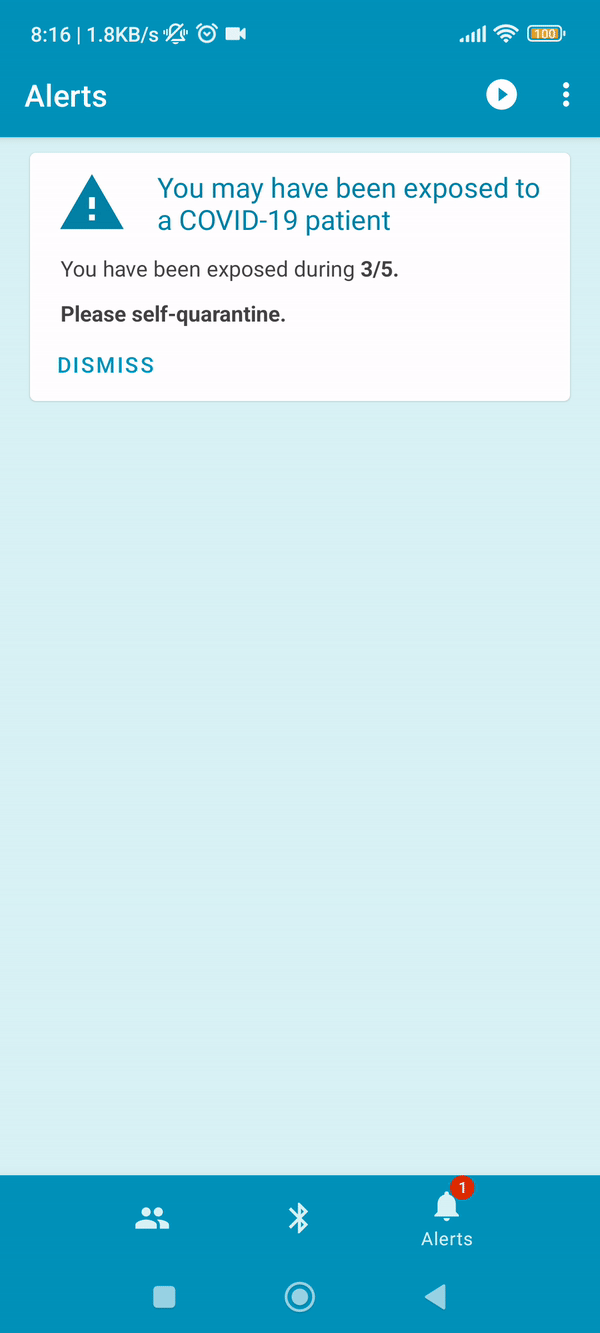 8:16 | 1.8KB/s
100
Alerts
You may have been exposed to
a COVID-19 patient
You have been exposed during 3/5.
Please self-quarantine.
DISMISS
1
Alerts